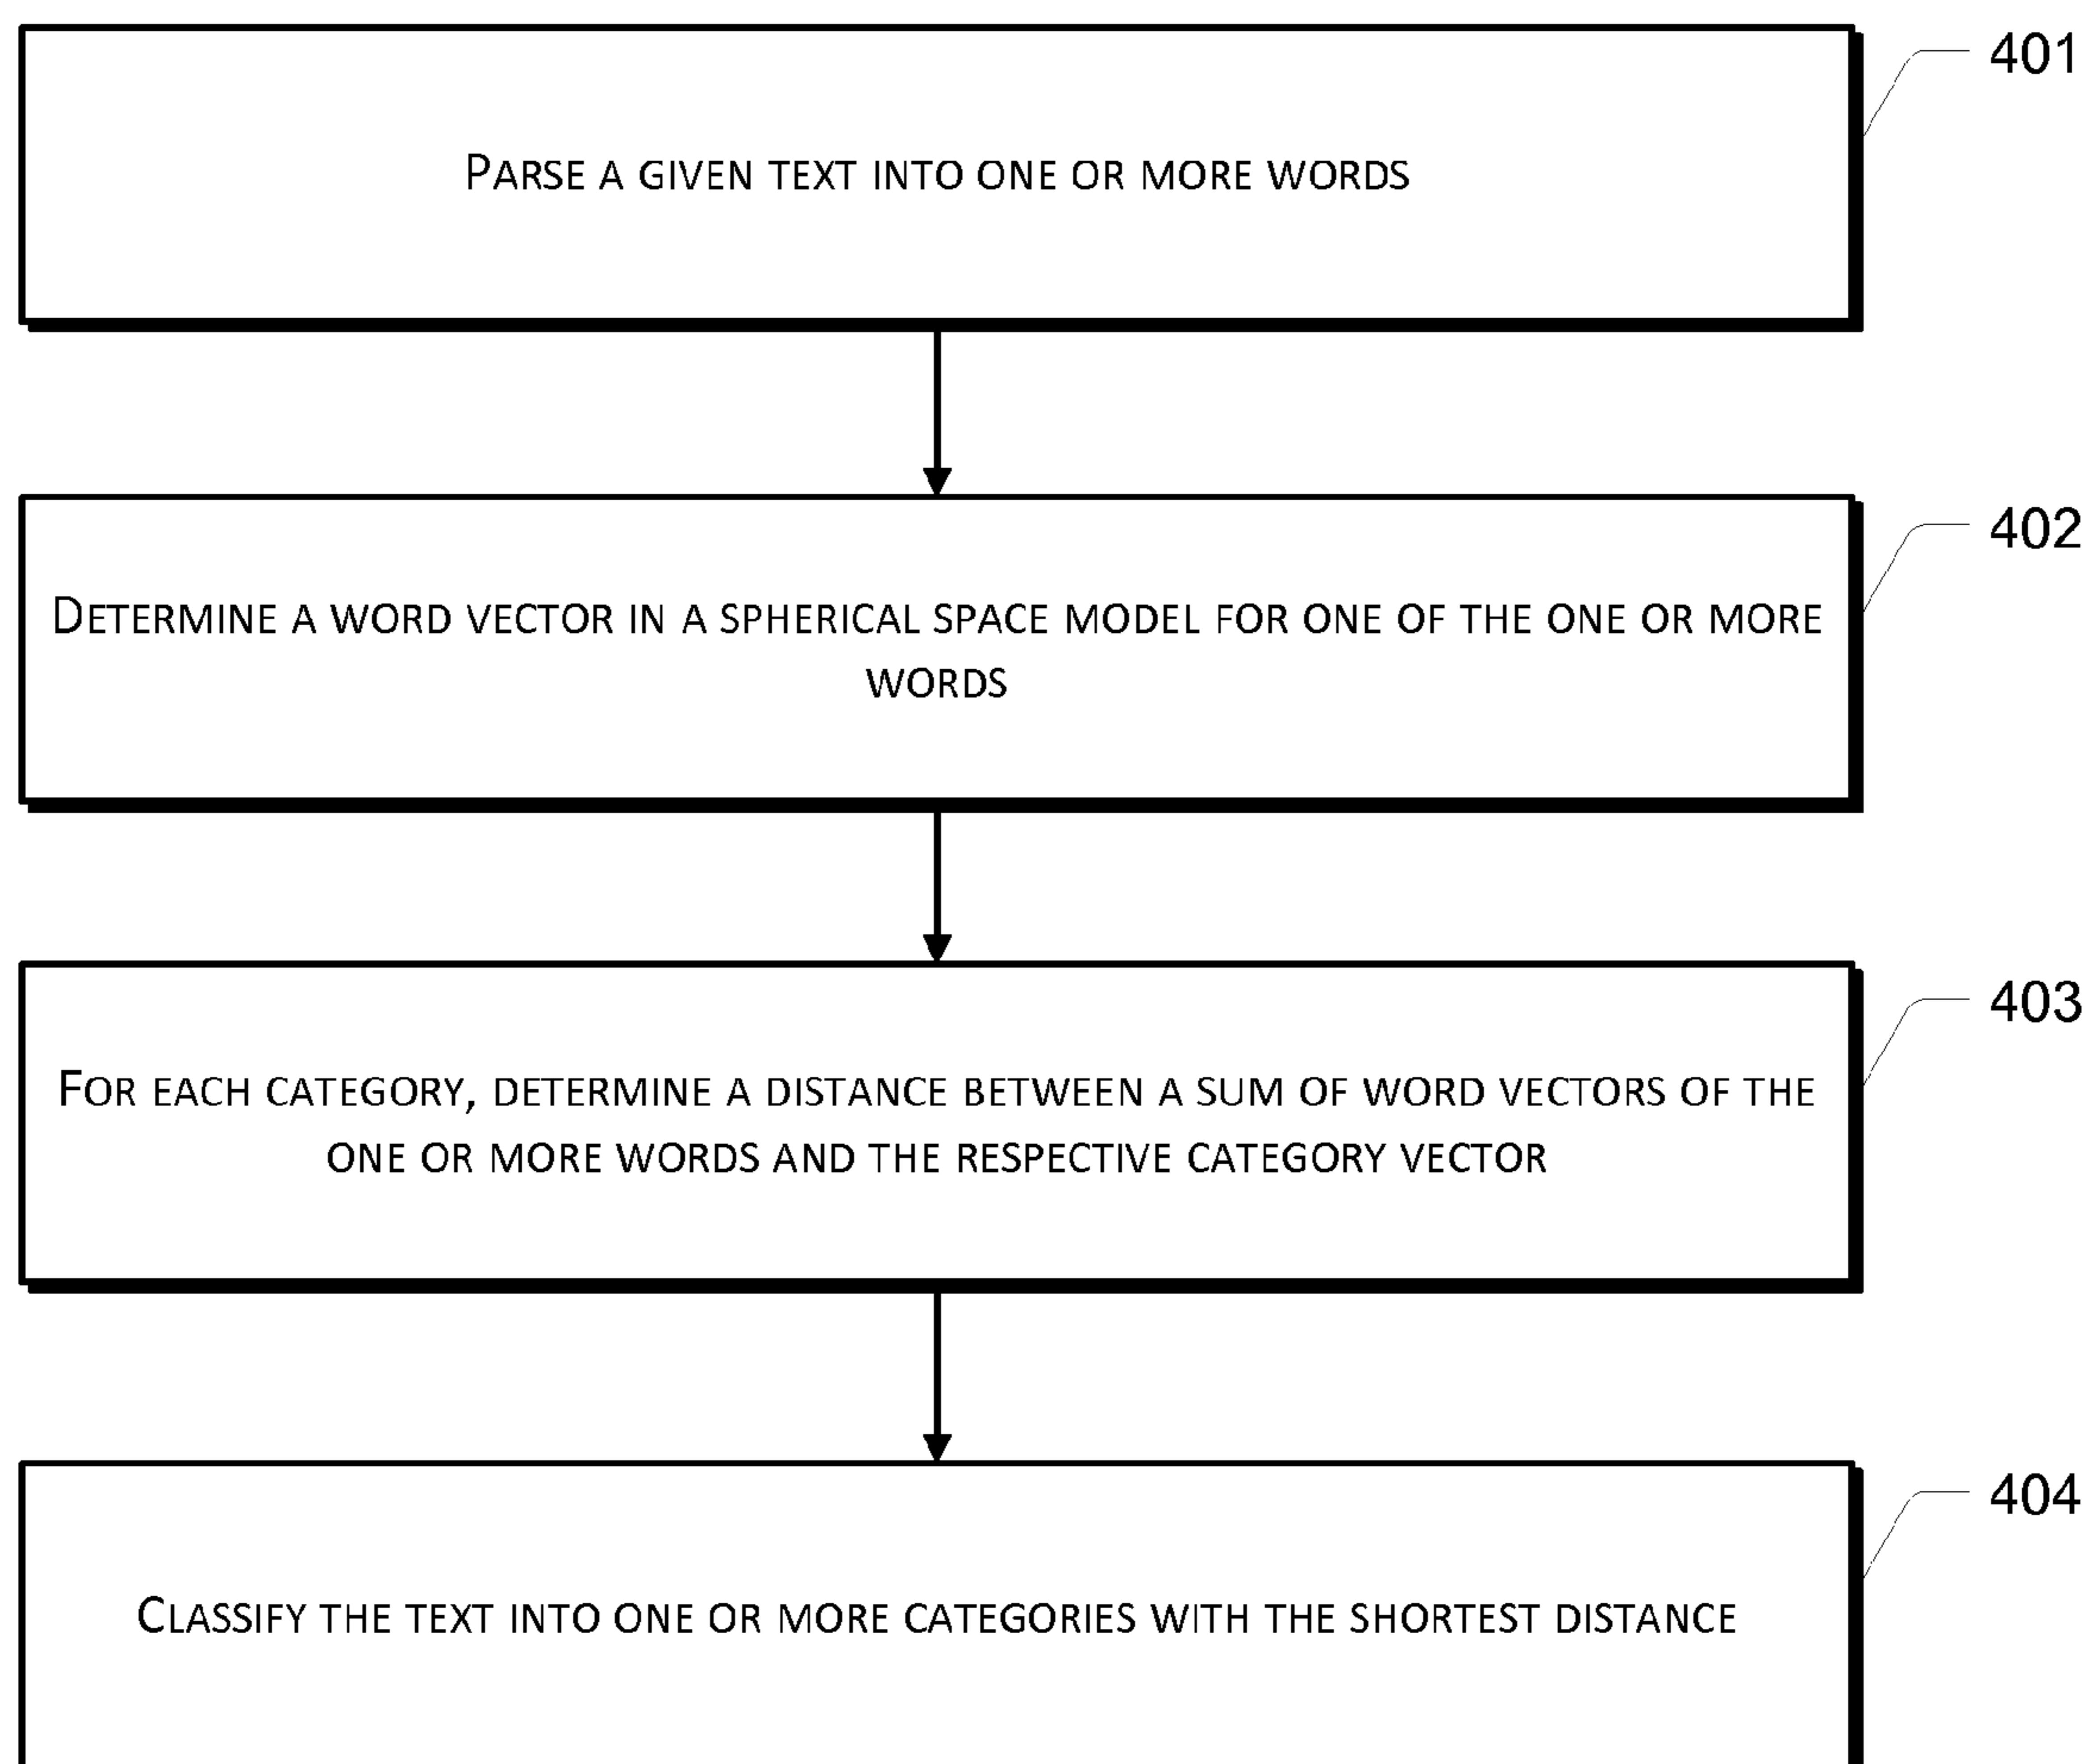 401
PARSE A GIVEN TEXT INTO ONE OR MORE WORDS
402
DETERMINE A WORD VECTOR IN A SPHERICAL SPACE MODEL FOR ONE OF THE ONE OR MORE
WORDS
403
FOR EACH CATEGORY, DETERMINE A DISTANCE BETWEEN A SUM OF WORD VECTORS OF THE
ONE OR MORE WORDS AND THE RESPECTIVE CATEGORY VECTOR
404
CLASSIFY THE TEXT INTO ONE OR MORE CATEGORIES WITH THE SHORTEST DISTANCE